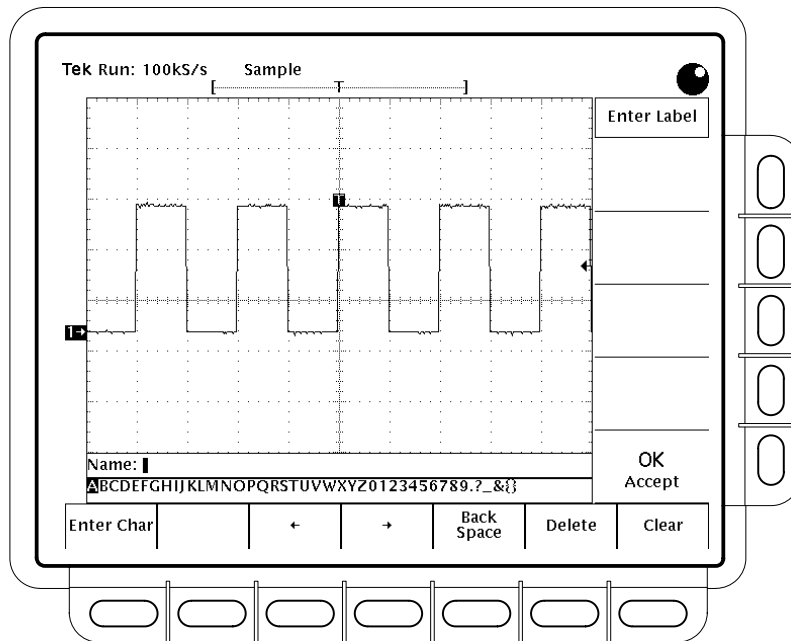 Tek Run: 100kS/s Sample
[ T ]
Enter Label
T
1→
←
Name:
ABCDEFGHIJKLMNOPQRSTUVWXYZ0123456789.?_&{}
OK
Accept
Enter Char
←
→
Back
Space
Delete
Clear